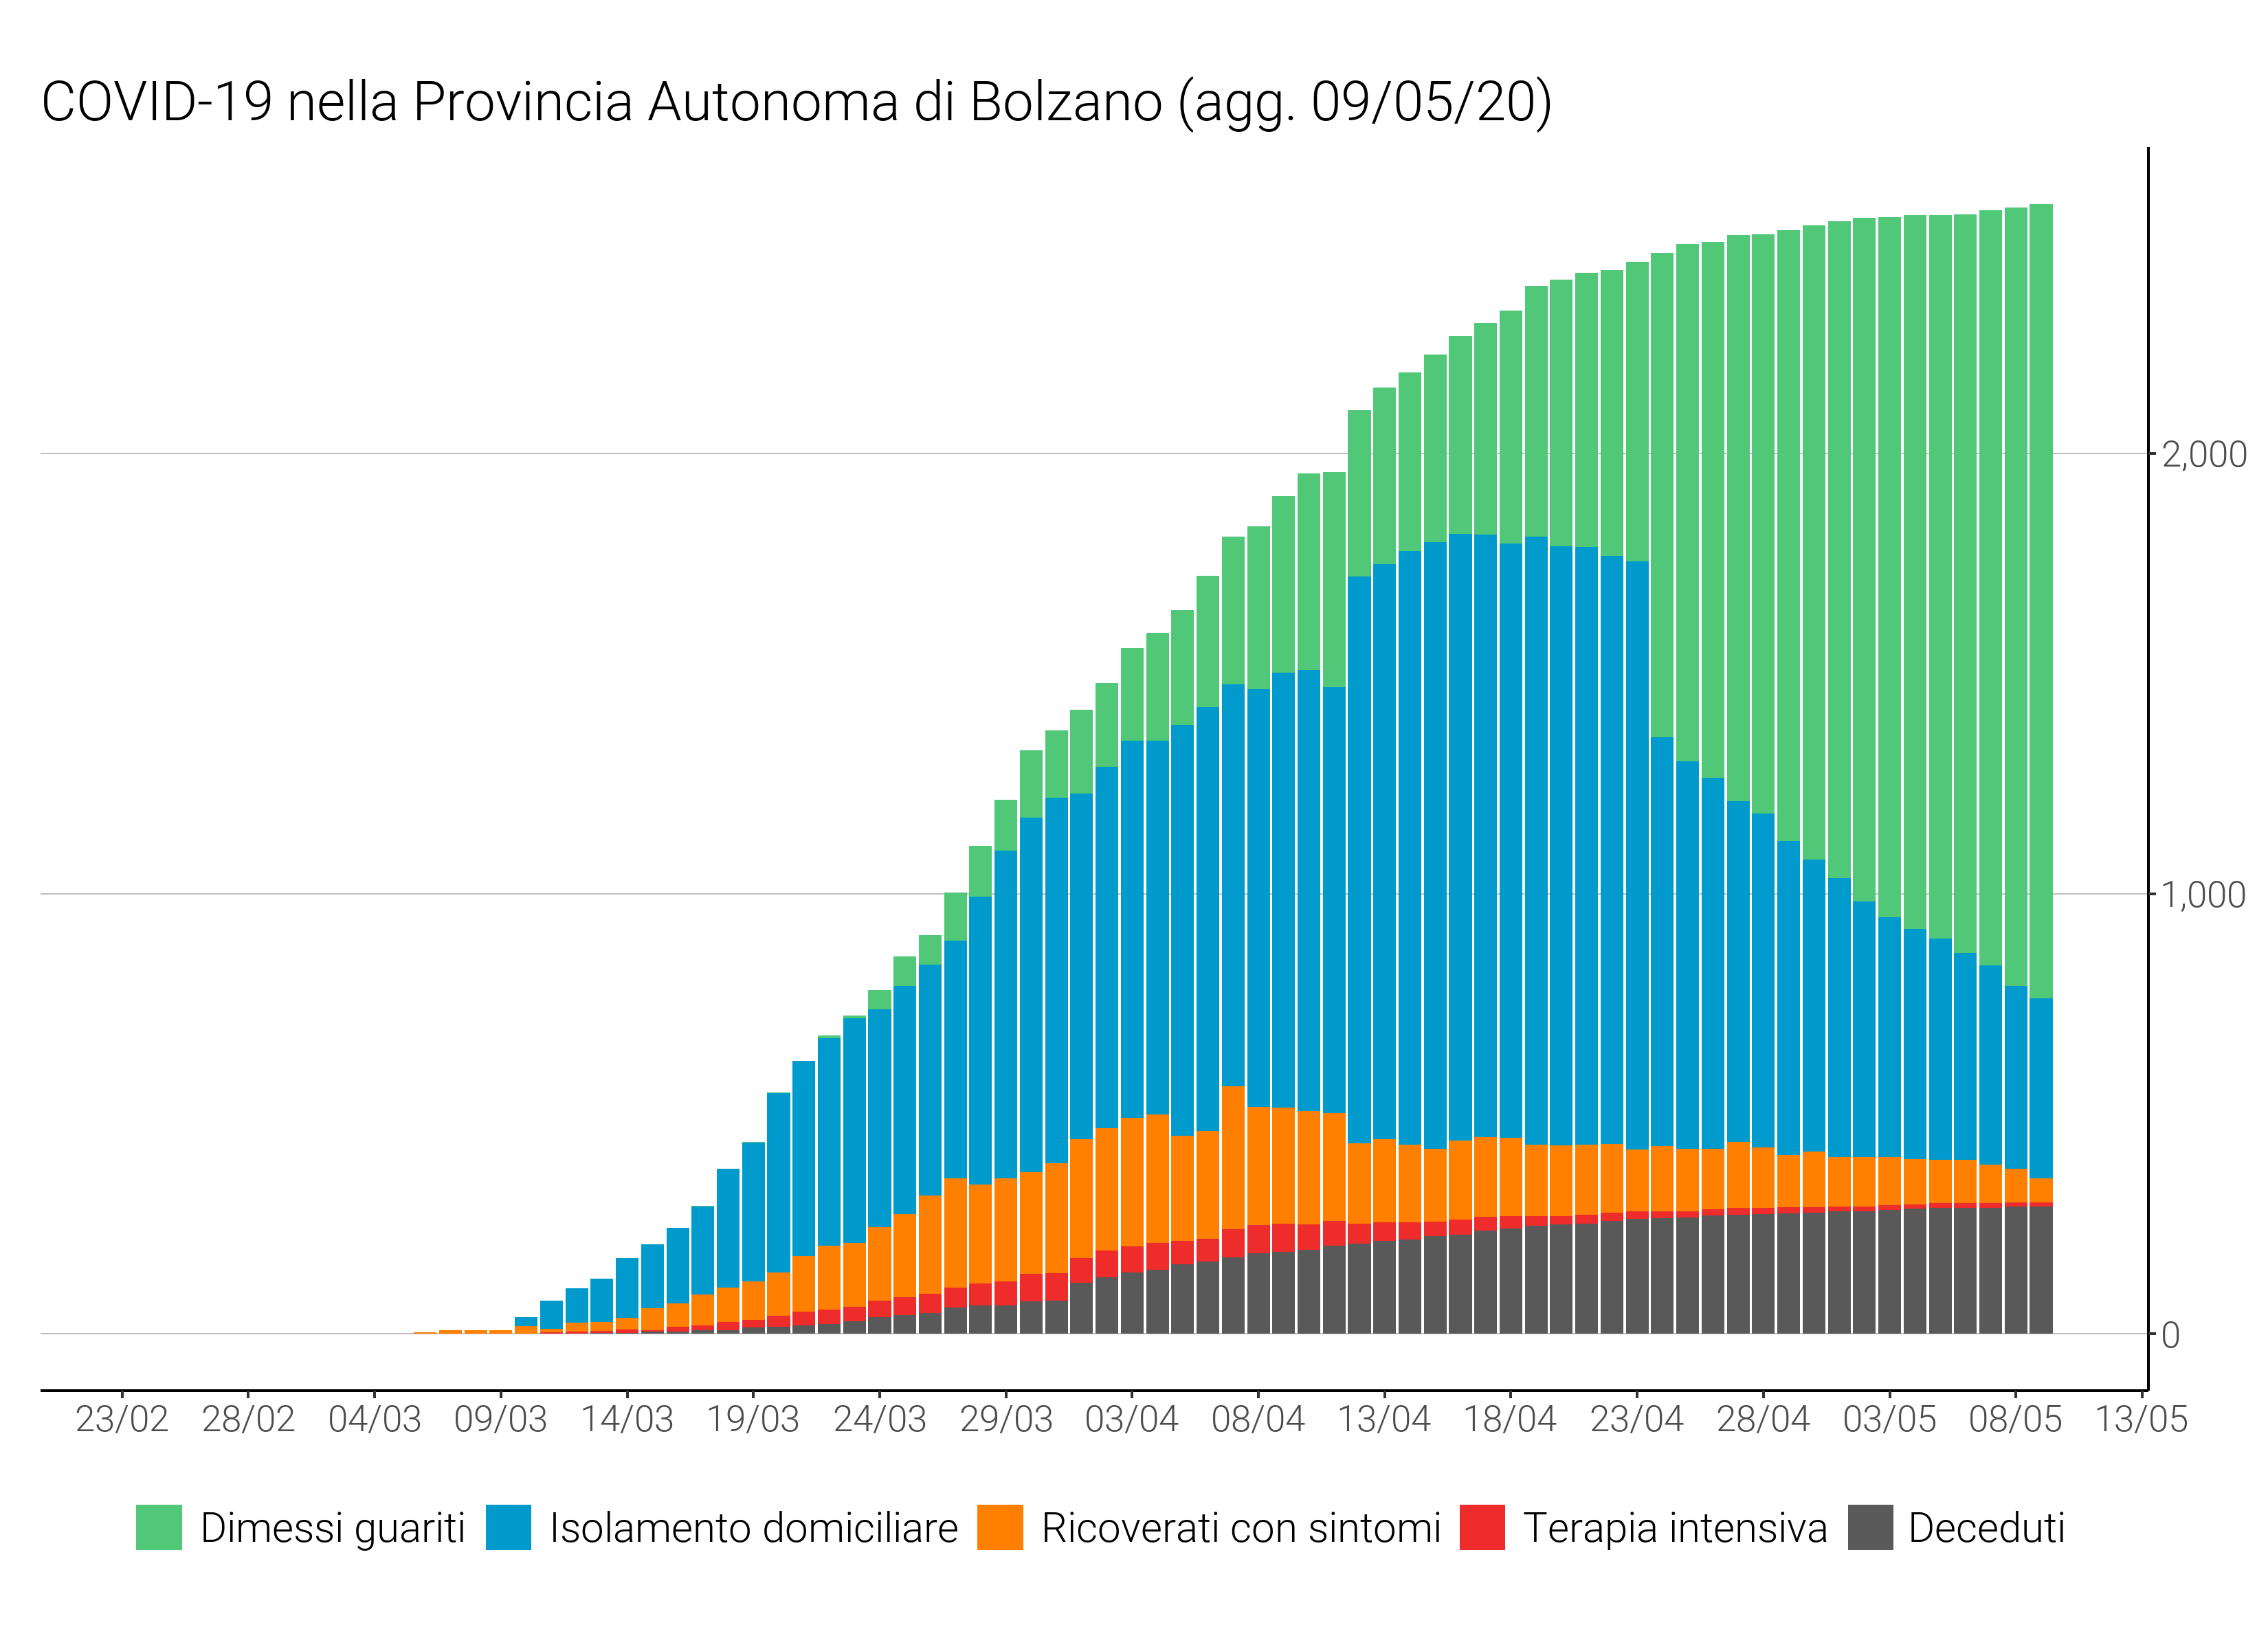 COVID-19 nella Provincia Autonoma di Bolzano (agg. 09/05/20)
2,000
1,000
0
23/02 28/02 04/03 09/03 14/03 19/03 24/03 29/03 03/04 08/04 13/04 18/04 23/04 28/04 03/05 08/05 13/05
Dimessi guariti Isolamento domiciliare Ricoverati con sintomi Terapia intensiva Deceduti